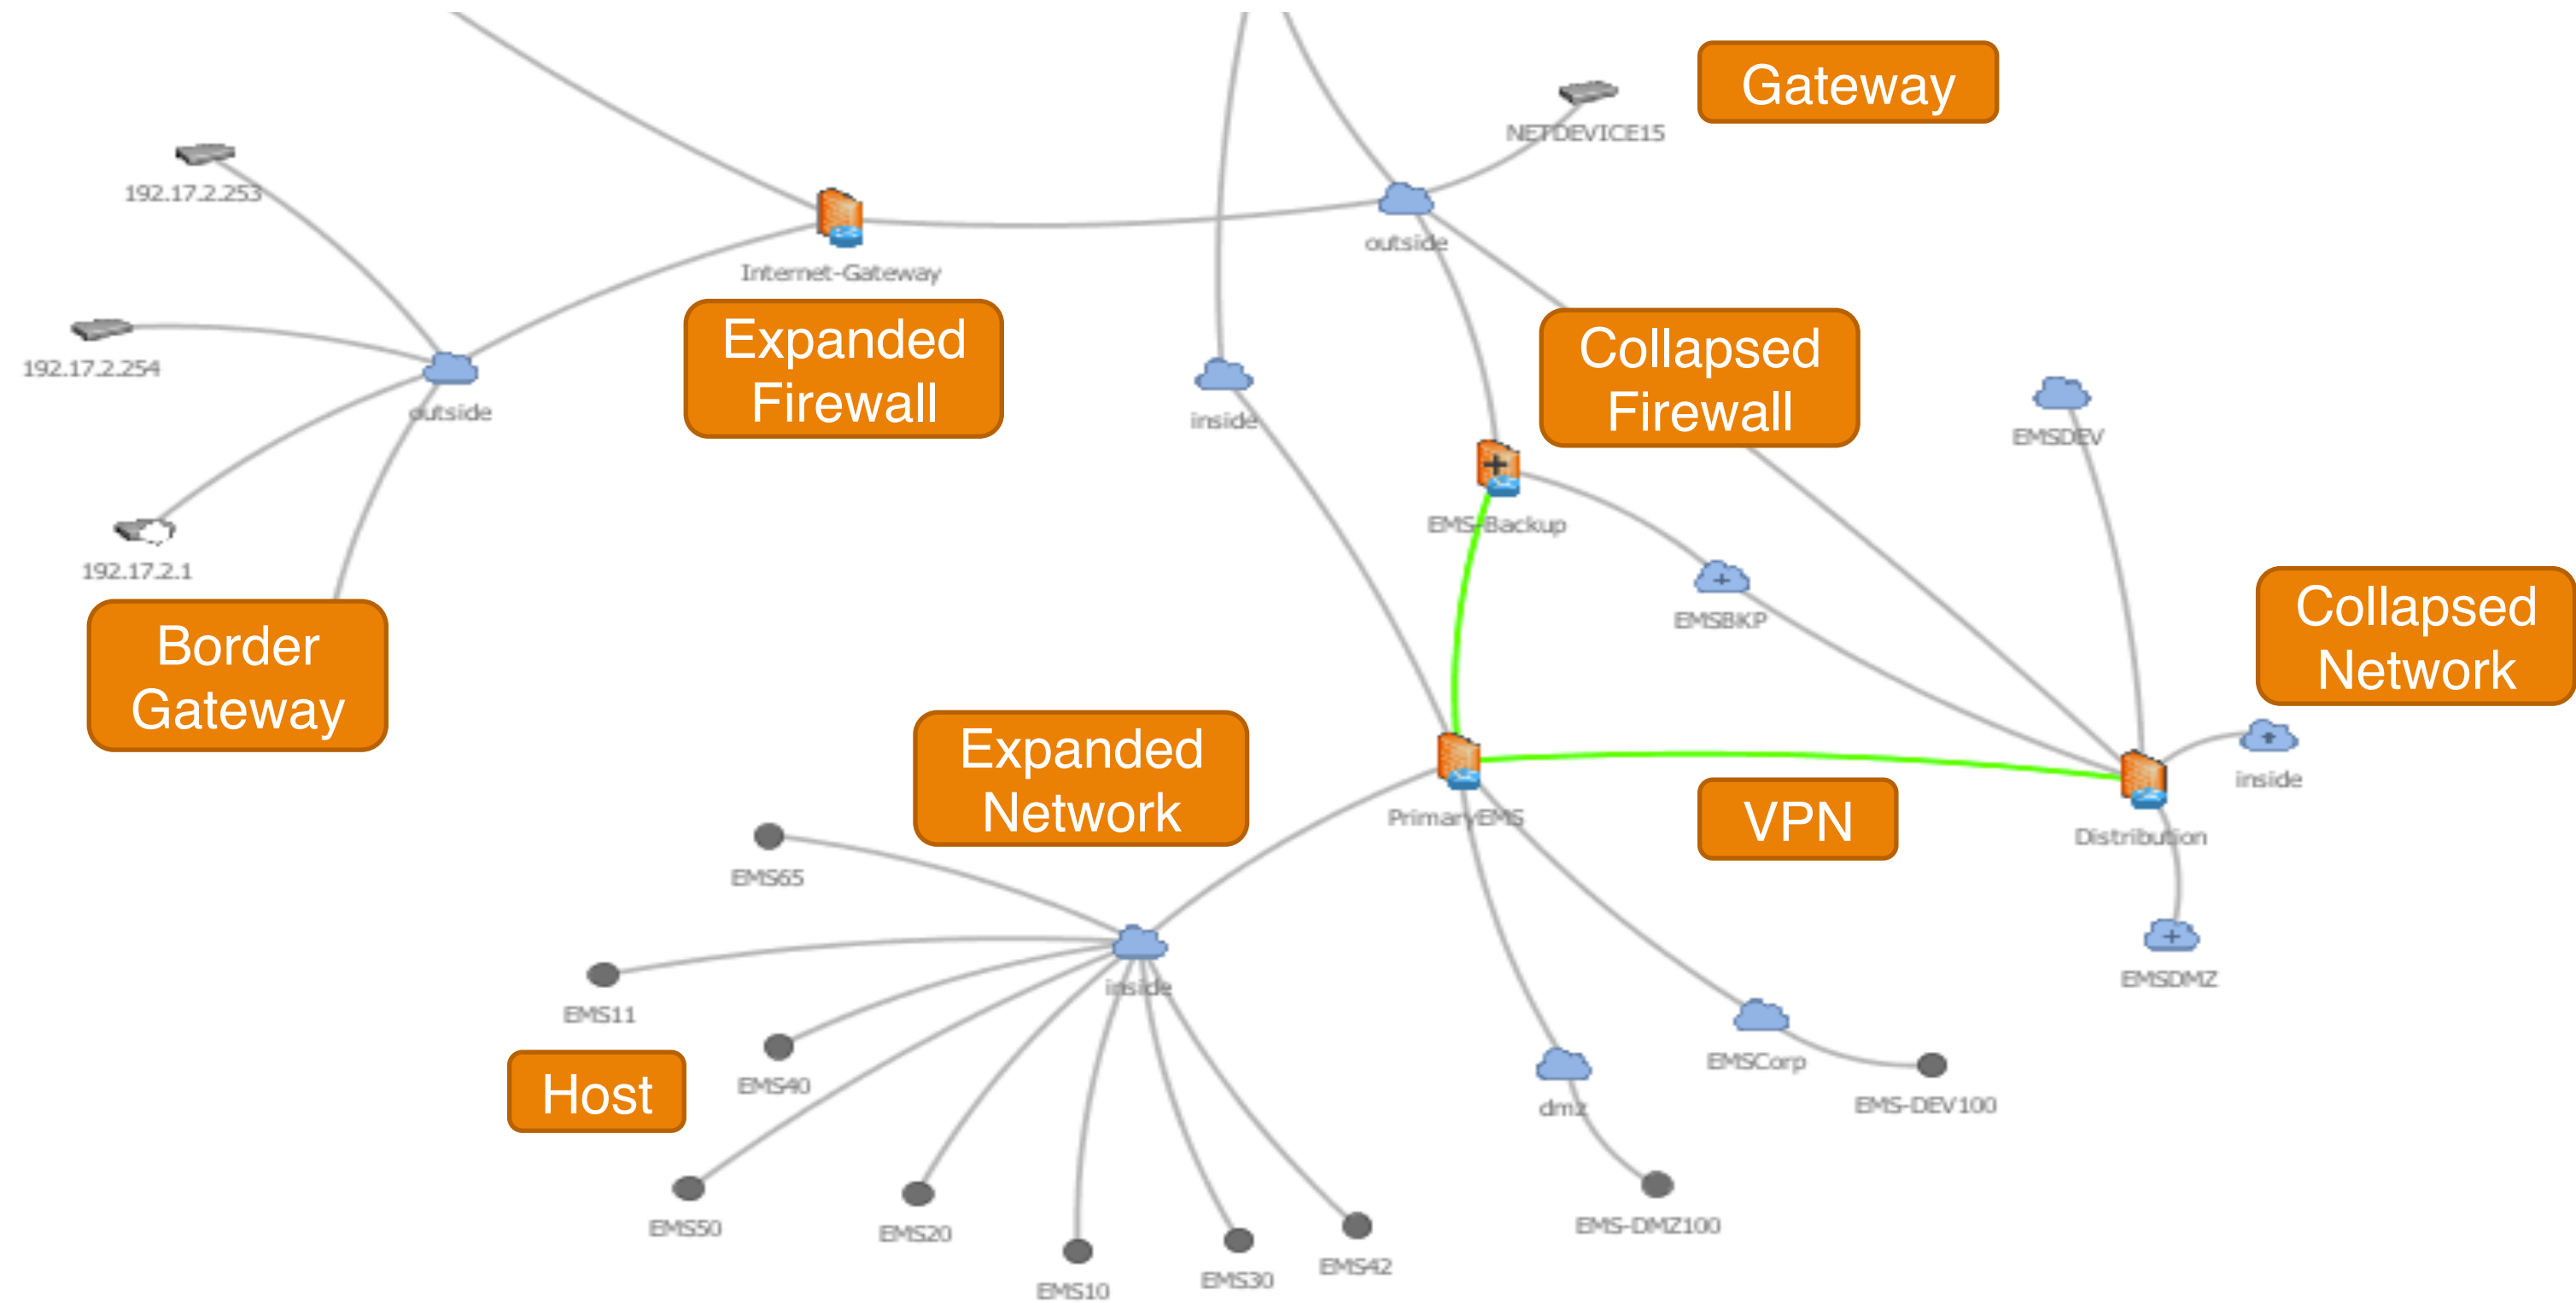 Gateway
NETDEVICE15
192.17.2.253
outside
Internet-Gateway
Expanded
Firewall
Collapsed
Firewall
192.17.2.254
outside
inside
EMSDEV
EMS-Backup
192.17.2.1
Border
Gateway
EMSBKP
Collapsed
Network
Expanded
Network
inside
PrimaryEMS
VPN
Distribution
EMS65
inside
EMSDMZ
EMS11
EMS40
Host
EMSCorp
dmz
EMS-DEV100
EMS50
EMS20
EMS-DMZ100
EMS10
EMS30
EMS42